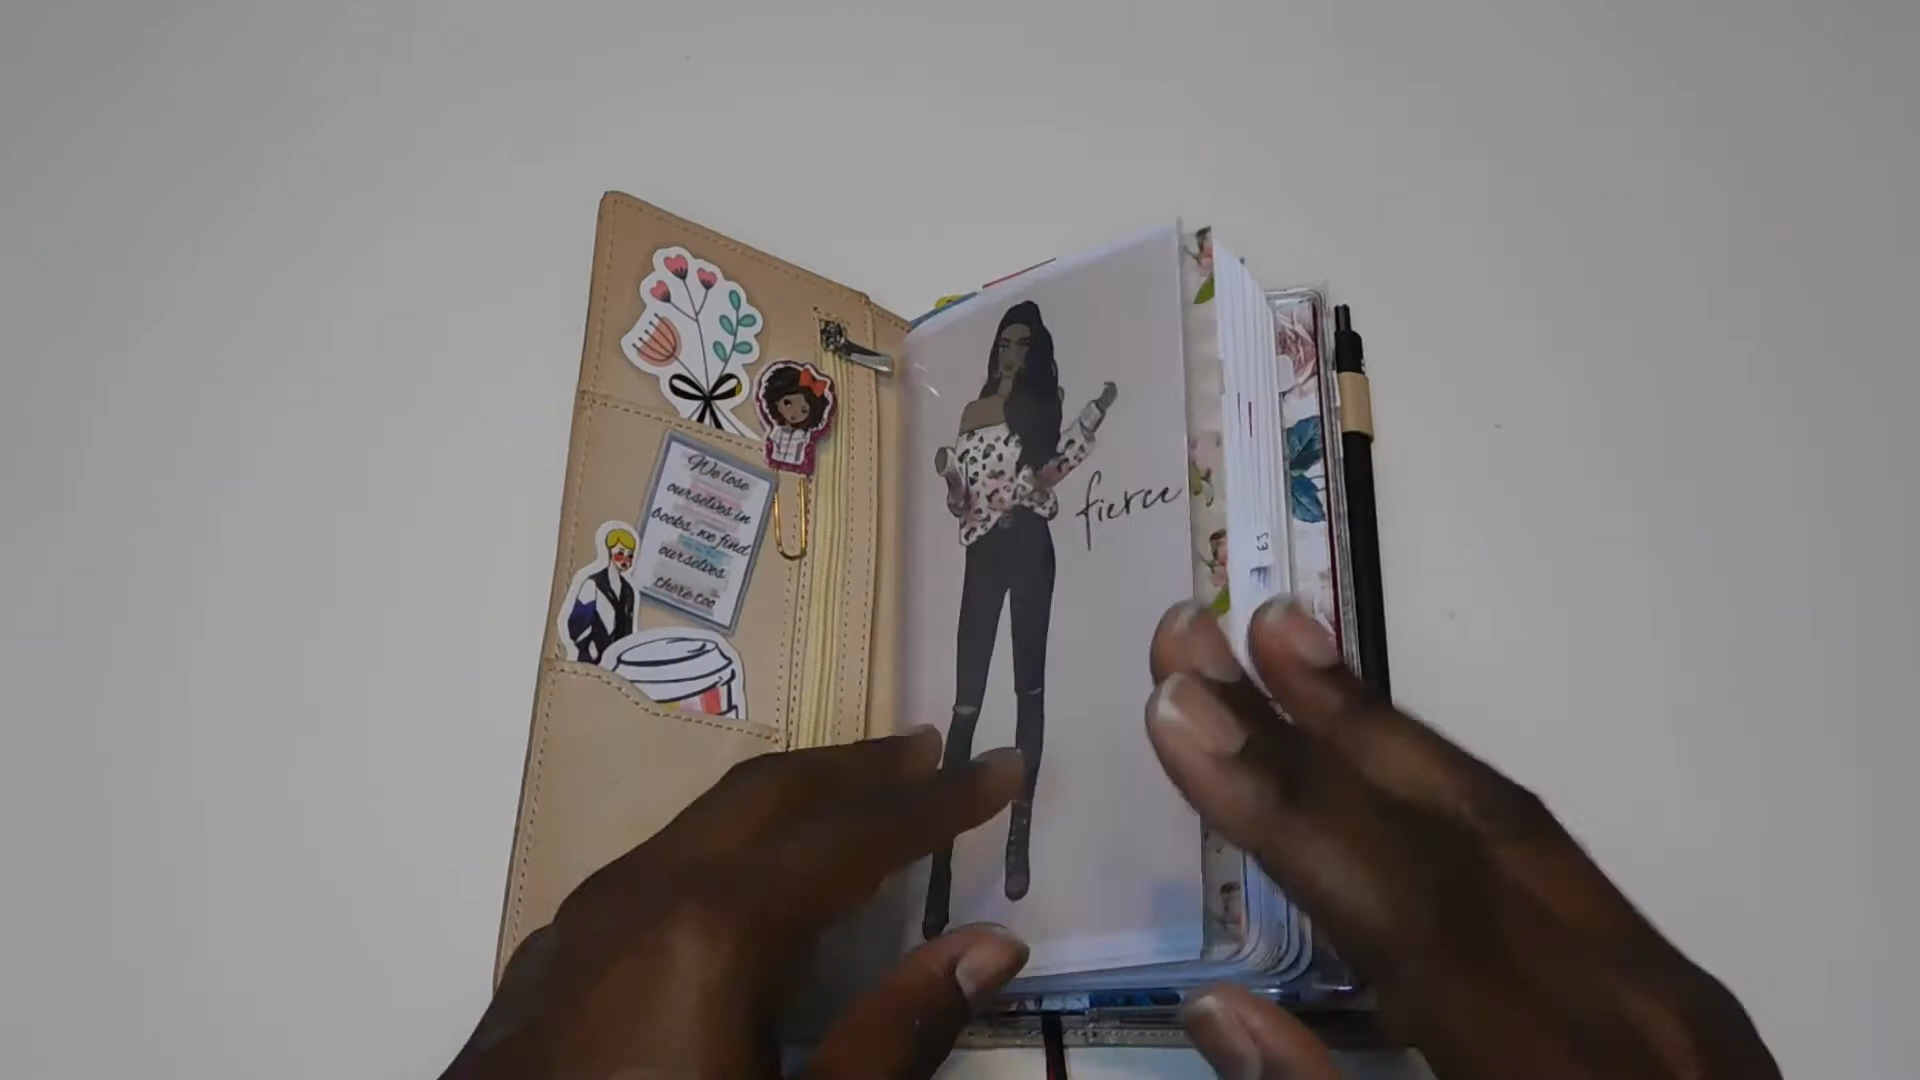 We lose
ourselves in
books, we find
ourselves
there too
fierce